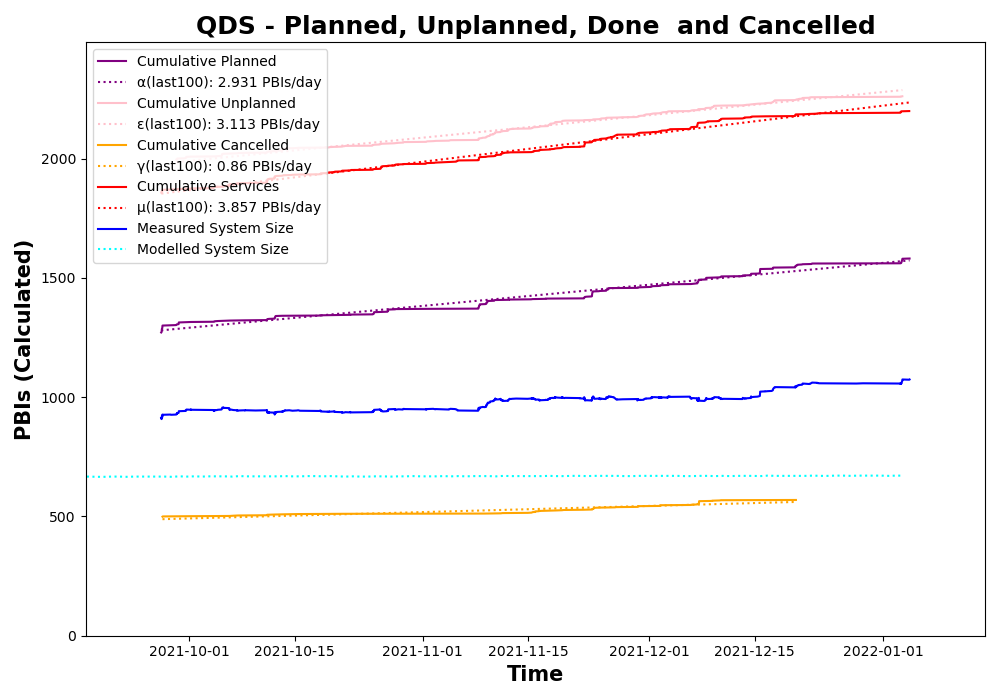 QDS - Planned, Unplanned, Done  and Cancelled
Cumulative Planned
α(last100): 2.931 PBIs/day
Cumulative Unplanned
ε(last100): 3.113 PBIs/day
Cumulative Cancelled
γ(last100): 0.86 PBIs/day
Cumulative Services
μ(last100): 3.857 PBIs/day
Measured System Size
Modelled System Size
PBIs (Calculated)
2000
1500
1000
500
0
2021-10-01
2021-10-15
2021-11-01
2021-11-15
2021-12-01
2021-12-15
2022-01-01
Time